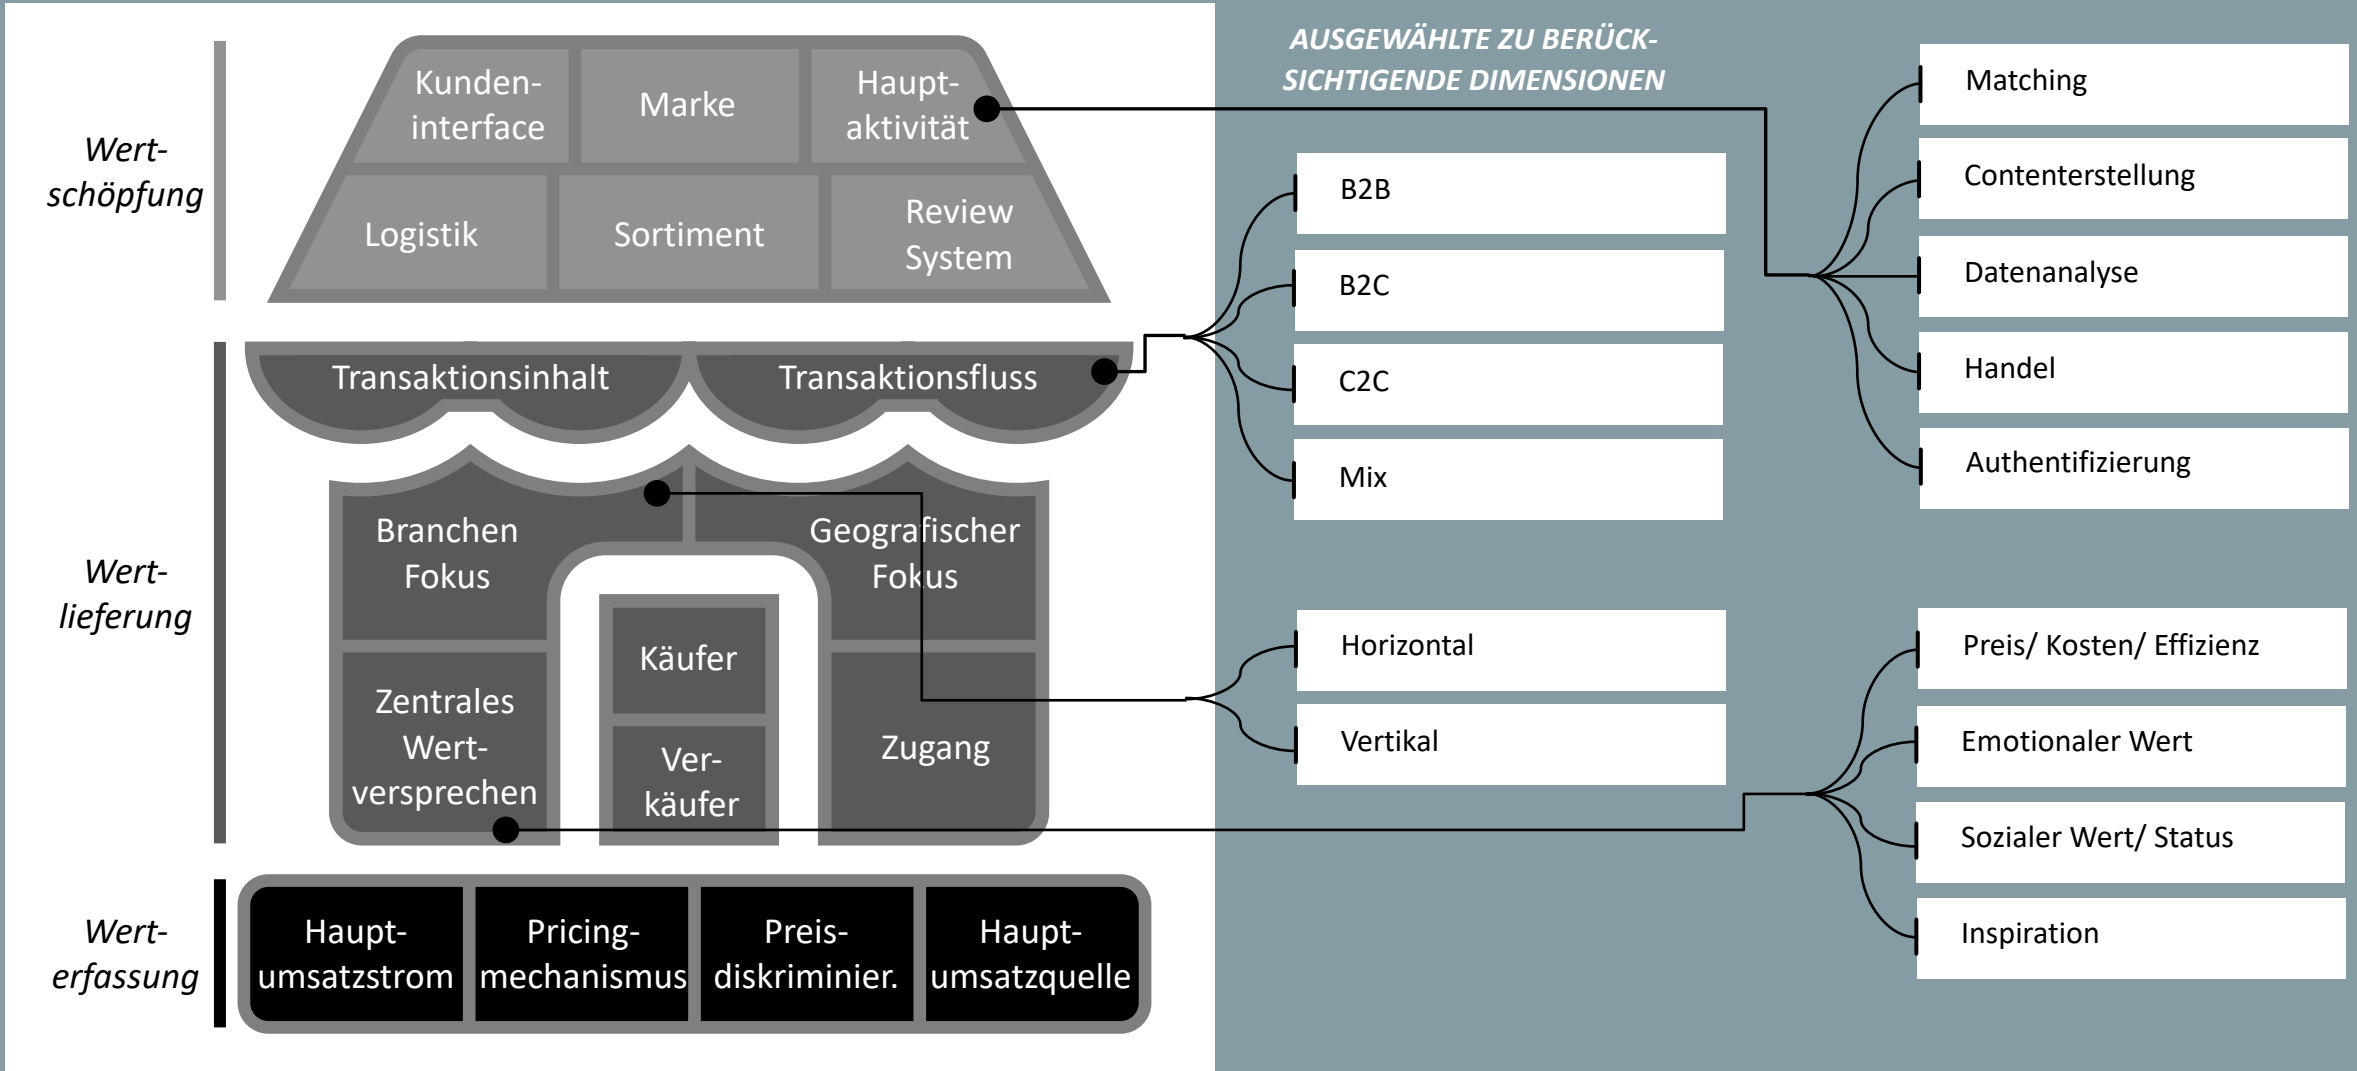 Wert-
schöpfung
Kunden-
interface
Marke
Haupt-
aktivität
Logistik
Sortiment
Review
System
Wert-
lieferung
Transaktionsinhalt
Transaktionsfluss
Branchen
Fokus
Geografischer
Fokus
Zentrales
Wert-
versprechen
Käufer
Ver-
käufer
Zugang
Wert-
erfassung
Haupt-
umsatzstrom
Pricing-
mechanismus
Preis-
diskriminier.
Haupt-
umsatzquelle
AUSGEWÄHLTE ZU BERÜCK-
SICHTIGENDE DIMENSIONEN
B2B
B2C
C2C
Mix
Horizontal
Vertikal
Matching
Contenterstellung
Datenanalyse
Handel
Authentifizierung
Preis/ Kosten/ Effizienz
Emotionaler Wert
Sozialer Wert/ Status
Inspiration